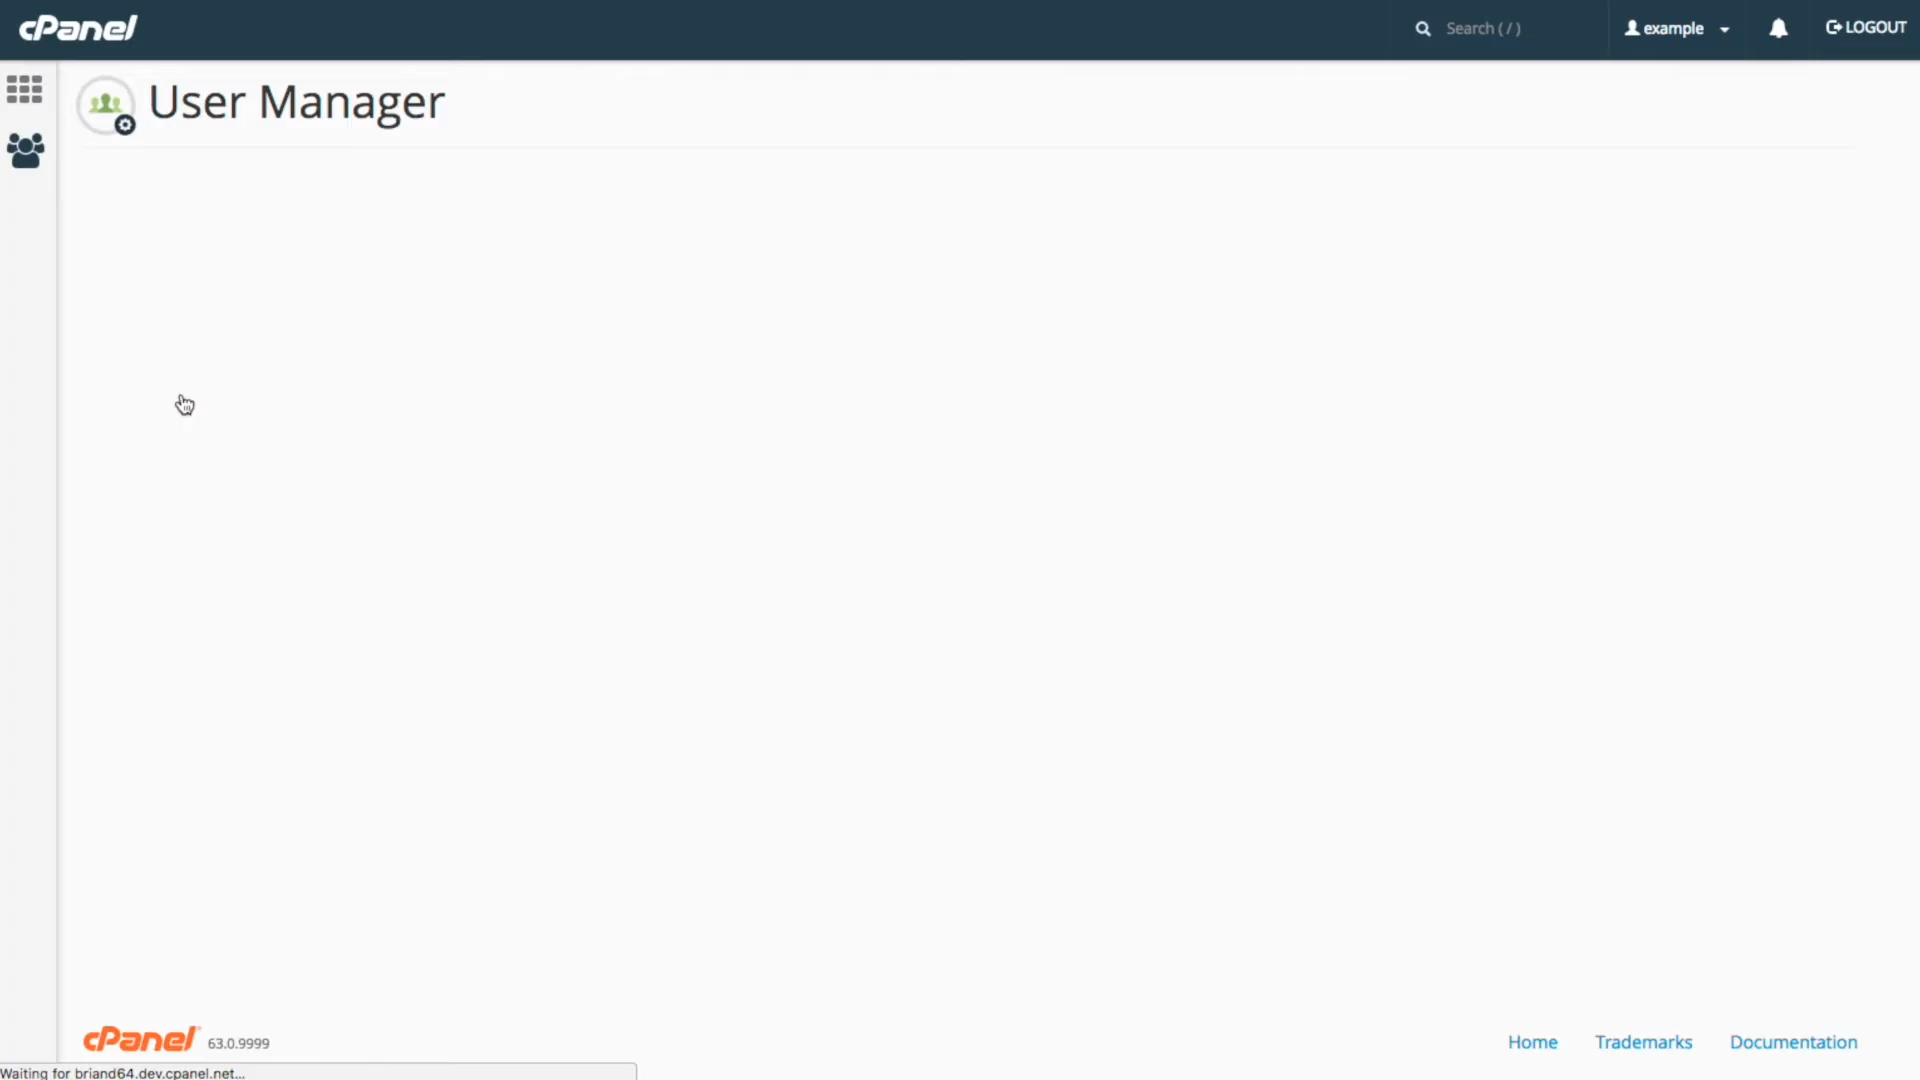 cPanel
Search ( / )
example
LOGOUT
User Manager
cPanel 63.0.9999
Home
Trademarks
Documentation
Waiting for briand64.dev.cpanel.net...